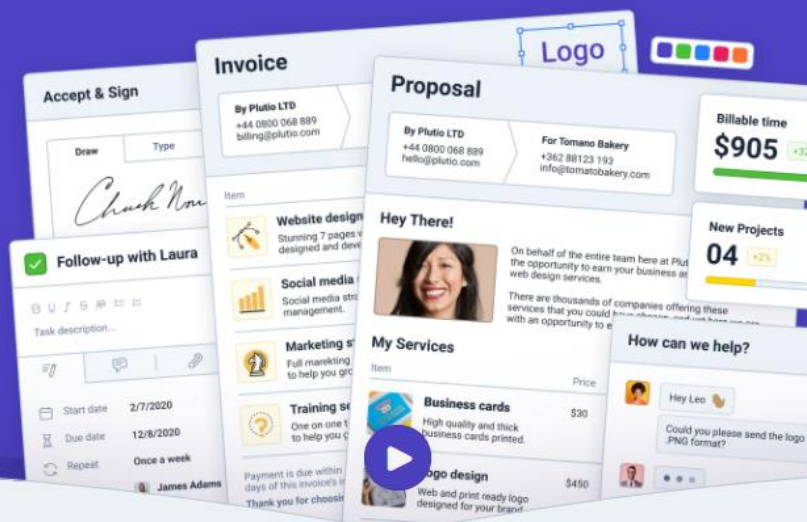 Accept & Sign
Draw
Type
Follow-up with Laura
B U I S
Task description...
Start date
2/7/2020
Due date
12/8/2020
Repeat
Once a week
James Adams
Invoice
Logo
By Plutio LTD
+44 0800 068 889
billing@plutio.com
Item
Website design
Stunning 7 pages
designed and
Social media
Social media
management.
Marketing
Full marekting
to help you
Training
One on one
to help you
Payment is due within
days of this invoice's
Thank you for
Proposal
By Plutio LTD
+44 0800 068 889
hello@plutio.com
For Tomano Bakery
+362 88123 193
info@tomatobakery.com
Hey There!
On behalf of the entire team here at
the opportunity to earn your business
web design services.
There are thousands of companies offering these
services that you could
with an opportunity to
My Services
Item
Price
Business cards
High quality and thick
business cards printed.
$30
logo design
Web and print ready logo
designed for your brand
$450
Billable time
$905
New Projects
04
+2%
How can we help?
Hey Leo
Could you please send the logo
.PNG format?